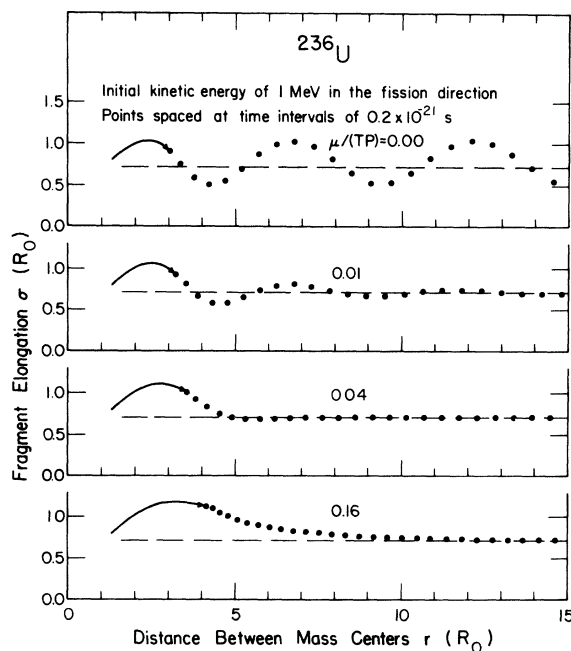 ²³⁶U
Initial kinetic energy of 1 MeV in the fission direction
Points spaced at time intervals of 0.2 x 10⁻²¹ s
μ/(TP)=0.00
1.5
1.0
0.5
0.0
0.01
1.0
0.5
0.0
0.04
1.0
0.5
0.0
0.16
1.0
0.5
0.0
0 5 10 15
Fragment Elongation σ (R₀)
Distance Between Mass Centers r (R₀)